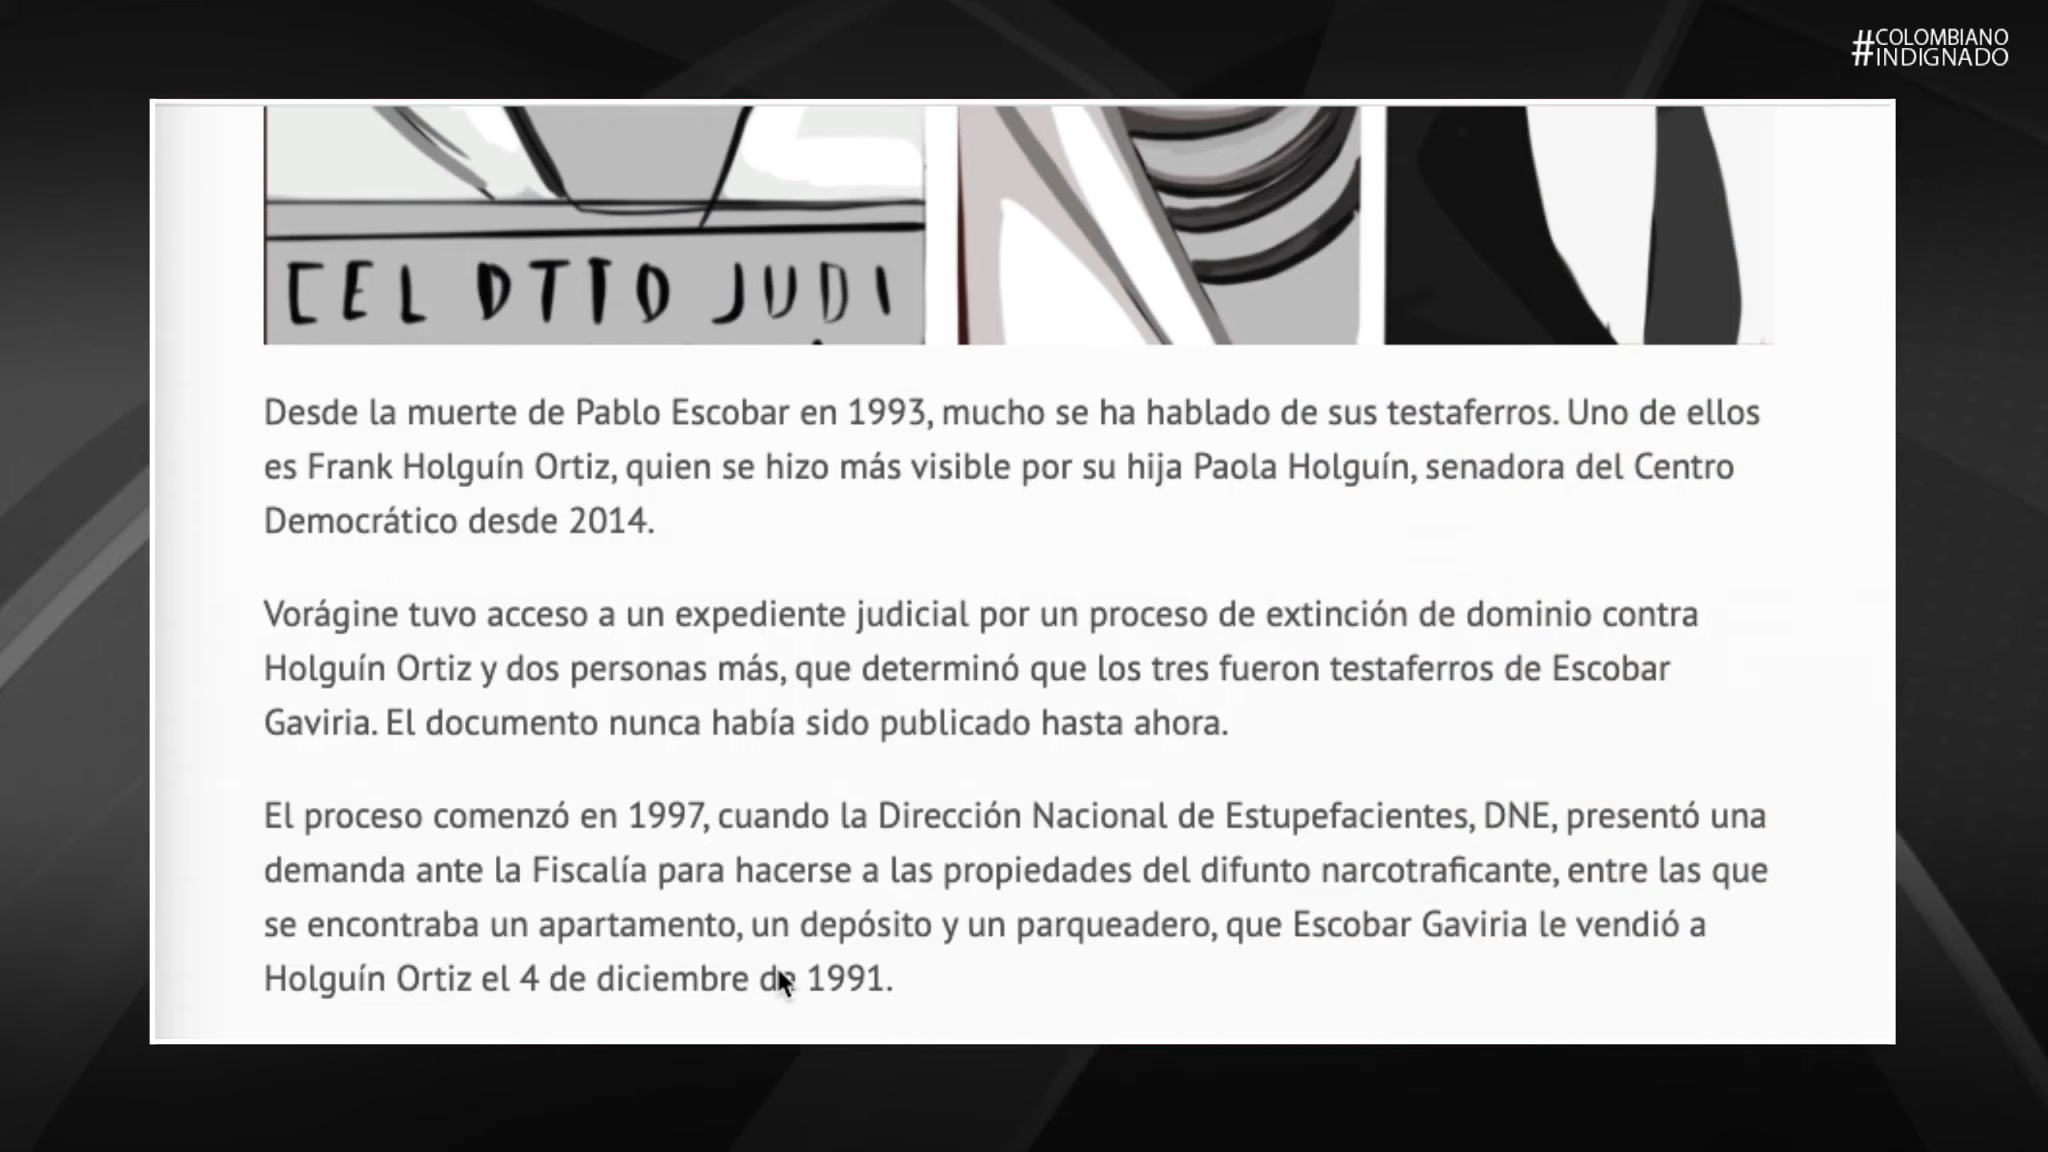 #COLOMBIANO
INDIGNADO
CEL OTTO JUDI
Desde la muerte de Pablo Escobar en 1993, mucho se ha hablado de sus testaferros. Uno de ellos
es Frank Holguín Ortiz, quien se hizo más visible por su hija Paola Holguín, senadora del Centro
Democrático desde 2014.
Vorágine tuvo acceso a un expediente judicial por un proceso de extinción de dominio contra
Holguín Ortiz y dos personas más, que determinó que los tres fueron testaferros de Escobar
Gaviria. El documento nunca había sido publicado hasta ahora.
El proceso comenzó en 1997, cuando la Dirección Nacional de Estupefacientes, DNE, presentó una
demanda ante la Fiscalía para hacerse a las propiedades del difunto narcotraficante, entre las que
se encontraba un apartamento, un depósito y un parqueadero, que Escobar Gaviria le vendió a
Holguín Ortiz el 4 de diciembre de 1991.